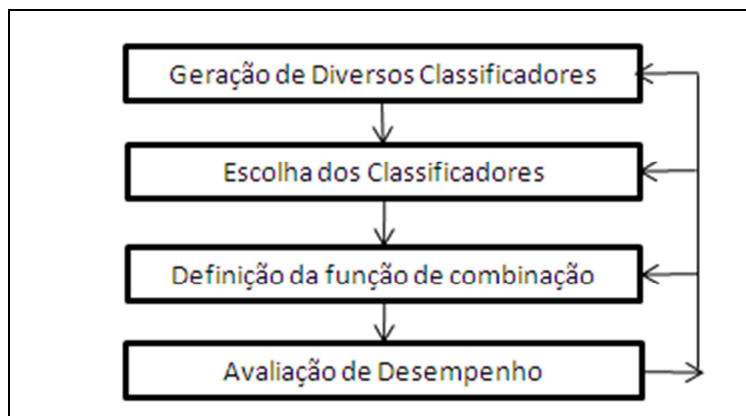 Geração de Diversos Classificadores
Escolha dos Classificadores
Definição da função de combinação
Avaliação de Desempenho